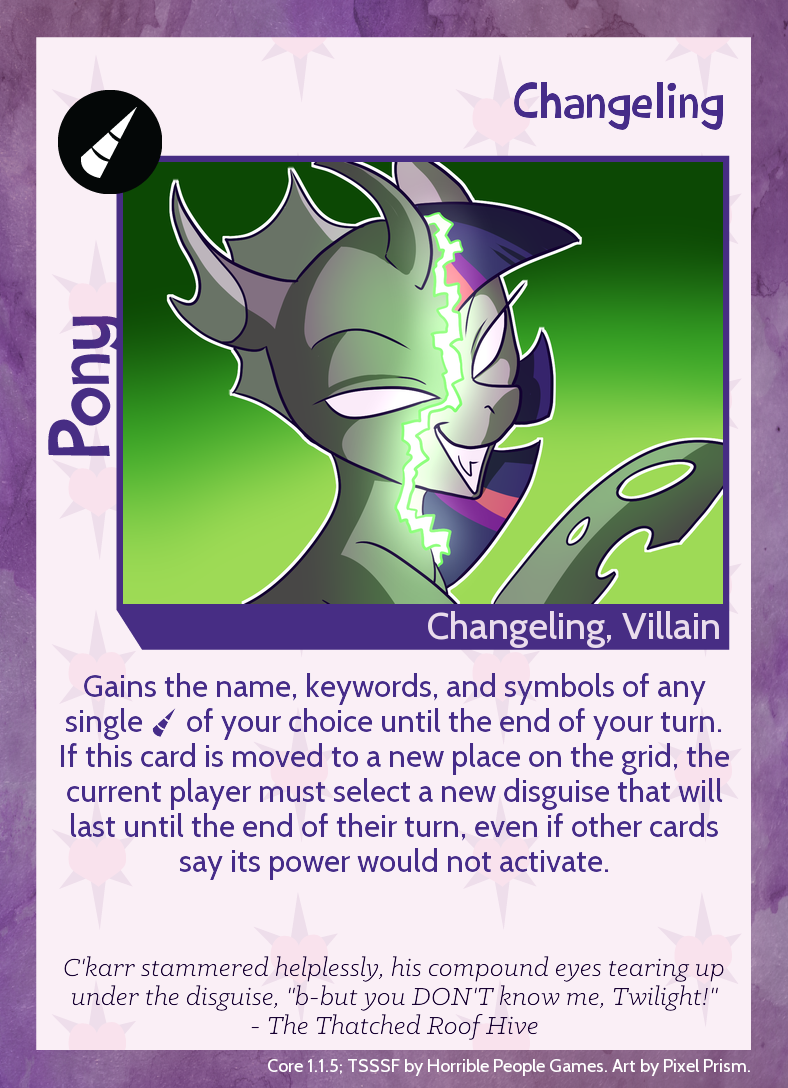 Changeling
Pony
Changeling, Villain
Gains the name, keywords, and symbols of any
single of your choice until the end of your turn.
If this card is moved to a new place on the grid, the
current player must select a new disguise that will
last until the end of their turn, even if other cards
say its power would not activate.
C'karr stammered helplessly, his compound eyes tearing up
under the disguise, "b-but you DON'T know me, Twilight!"
- The Thatched Roof Hive
Core 1.1.5; TSSSF by Horrible People Games. Art by Pixel Prism.